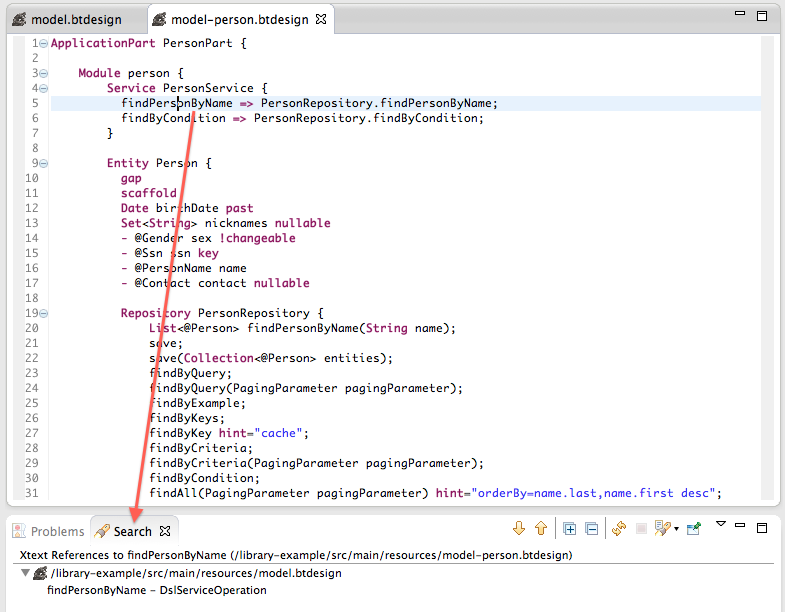 model.btdesign model-person.btdesign
1 ApplicationPart PersonPart {
2
3 Module person {
4 Service PersonService {
5 findPersonByName => PersonRepository.findPersonByName;
6 findByCondition => PersonRepository.findByCondition;
7 }
8
9 Entity Person {
10 gap
11 scaffold
12 Date birthDate past
13 Set<String> nicknames nullable
14 - @Gender sex !changeable
15 - @Ssn ssn key
16 - @PersonName name
17 - @Contact contact nullable
18
19 Repository PersonRepository {
20 List<@Person> findPersonByName(String name);
21 save;
22 save(Collection<@Person> entities);
23 findByQuery;
24 findByQuery(PagingParameter pagingParameter);
25 findByExample;
26 findByKeys;
27 findByKey hint="cache";
28 findByCriteria;
29 findByCriteria(PagingParameter pagingParameter);
30 findByCondition;
31 findAll(PagingParameter pagingParameter) hint="orderBy=name.last,name.first desc";
Problems Search
Xtext References to findPersonByName (/library-example/src/main/resources/model-person.btdesign)
/library-example/src/main/resources/model.btdesign
findPersonByName - DslServiceOperation